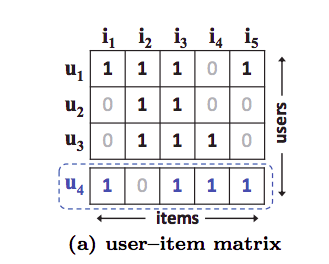 i1 i2 i3 i4 i5
u1 1 1 1 0 1
u2 0 1 1 0 0
u3 0 1 1 1 0
u4 1 0 1 1 1
users
items
(a) user–item matrix